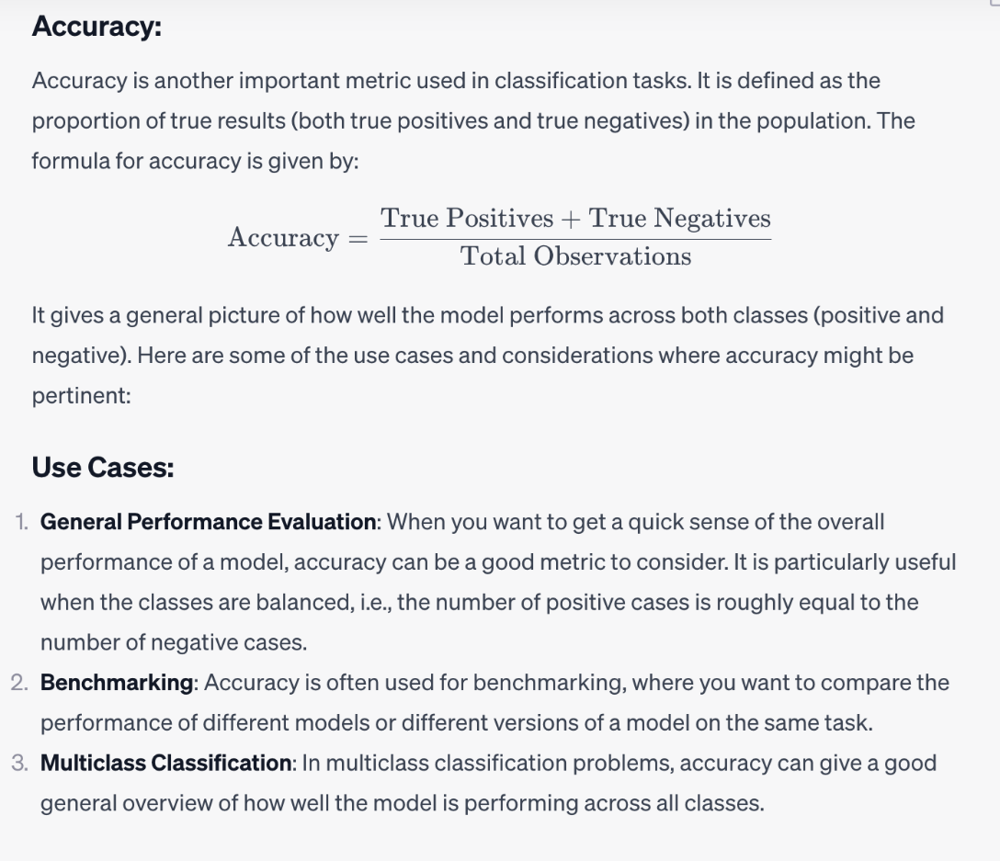 Accuracy:
Accuracy is another important metric used in classification tasks. It is defined as the
proportion of true results (both true positives and true negatives) in the population. The
formula for accuracy is given by:
Accuracy = True Positives + True Negatives
Total Observations
It gives a general picture of how well the model performs across both classes (positive and
negative). Here are some of the use cases and considerations where accuracy might be
pertinent:
Use Cases:
1. General Performance Evaluation: When you want to get a quick sense of the overall
performance of a model, accuracy can be a good metric to consider. It is particularly useful
when the classes are balanced, i.e., the number of positive cases is roughly equal to the
number of negative cases.
2. Benchmarking: Accuracy is often used for benchmarking, where you want to compare the
performance of different models or different versions of a model on the same task.
3. Multiclass Classification: In multiclass classification problems, accuracy can give a good
general overview of how well the model is performing across all classes.